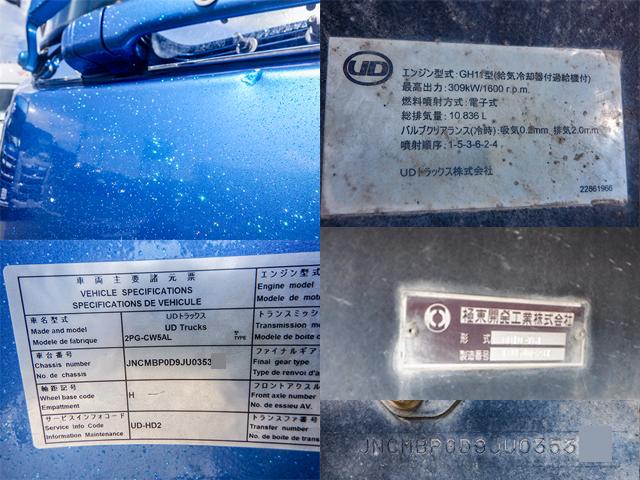 UD
エンジン型式：GH11型(給気冷却器付過給機付)
最高出力：309kW/1600 r.p.m.
燃料噴射方式：電子式
総排気量：10.836 L
バルブクリアランス(冷時)：吸気0.2mm 排気2.0mm
噴射順序：1-5-3-6-2-4
UDトラックス株式会社
22861966
車両主要諸元票
VEHICLE SPECIFICATIONS
SPECIFICATIONS DE VEHICULE
車名型式
Made and model
Modele de fabrique
UDトラックス
UD Trucks
2PG-CW5AL
型 TYPE
車台番号
Chassis number
No. de chassis
JNCMBP0D9JU0353
軸距記号
Wheel base code
Empattment
H
サービスインフォコード
Service Info Code
Information Maintenance
UD-HD2
エンジン型式
Engine model
Modele de mote
トランスミッシ
Transmission m
Modele de boite d
ファイナルギア
Final gear type
Type de renvoi d'a
フロントアクスル
Front axle number
No. de essieu AV.
トランスファ番号
Transfer number
No. de boite de trans
極東開発工業株式会社
形式
製造番号
JNCMBP0D9JU0353